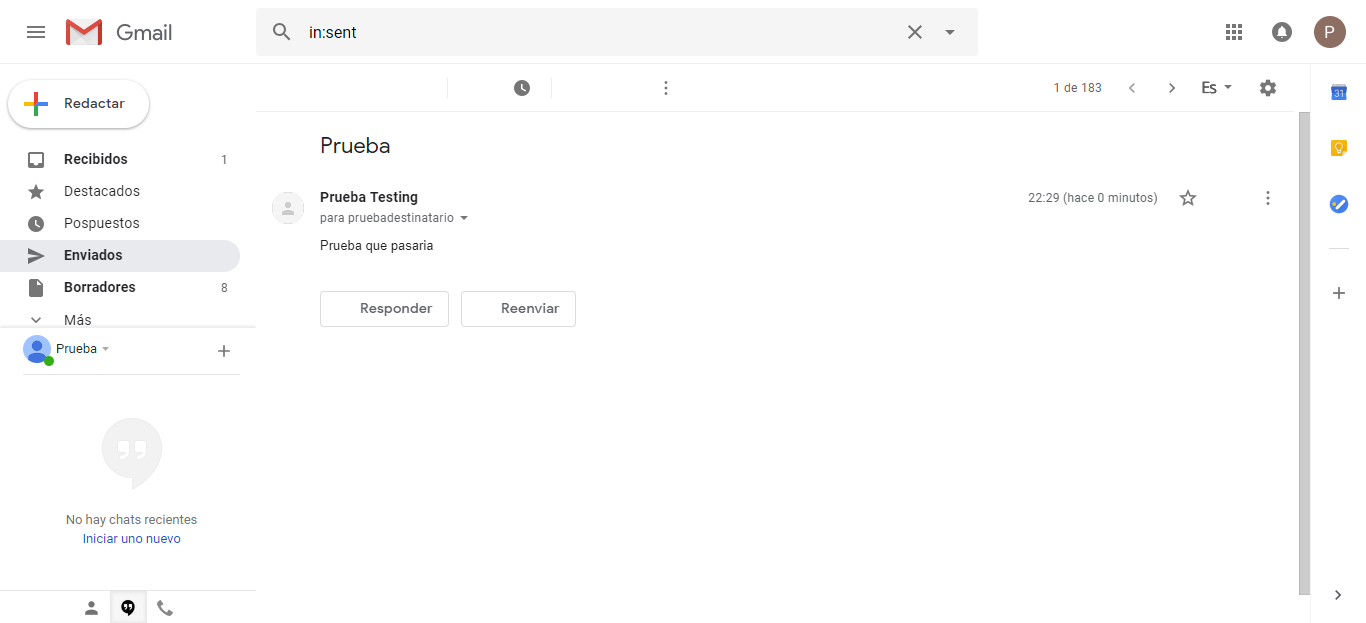 Gmail
in:sent
P
Redactar
1 de 183
Es
31
Prueba
Recibidos 1
Destacados
Pospuestos
Enviados
Borradores 8
Más
Prueba Testing
22:29 (hace 0 minutos)
para pruebadestinatario
Prueba que pasaria
Responder
Reenviar
Prueba
No hay chats recientes
Iniciar uno nuevo